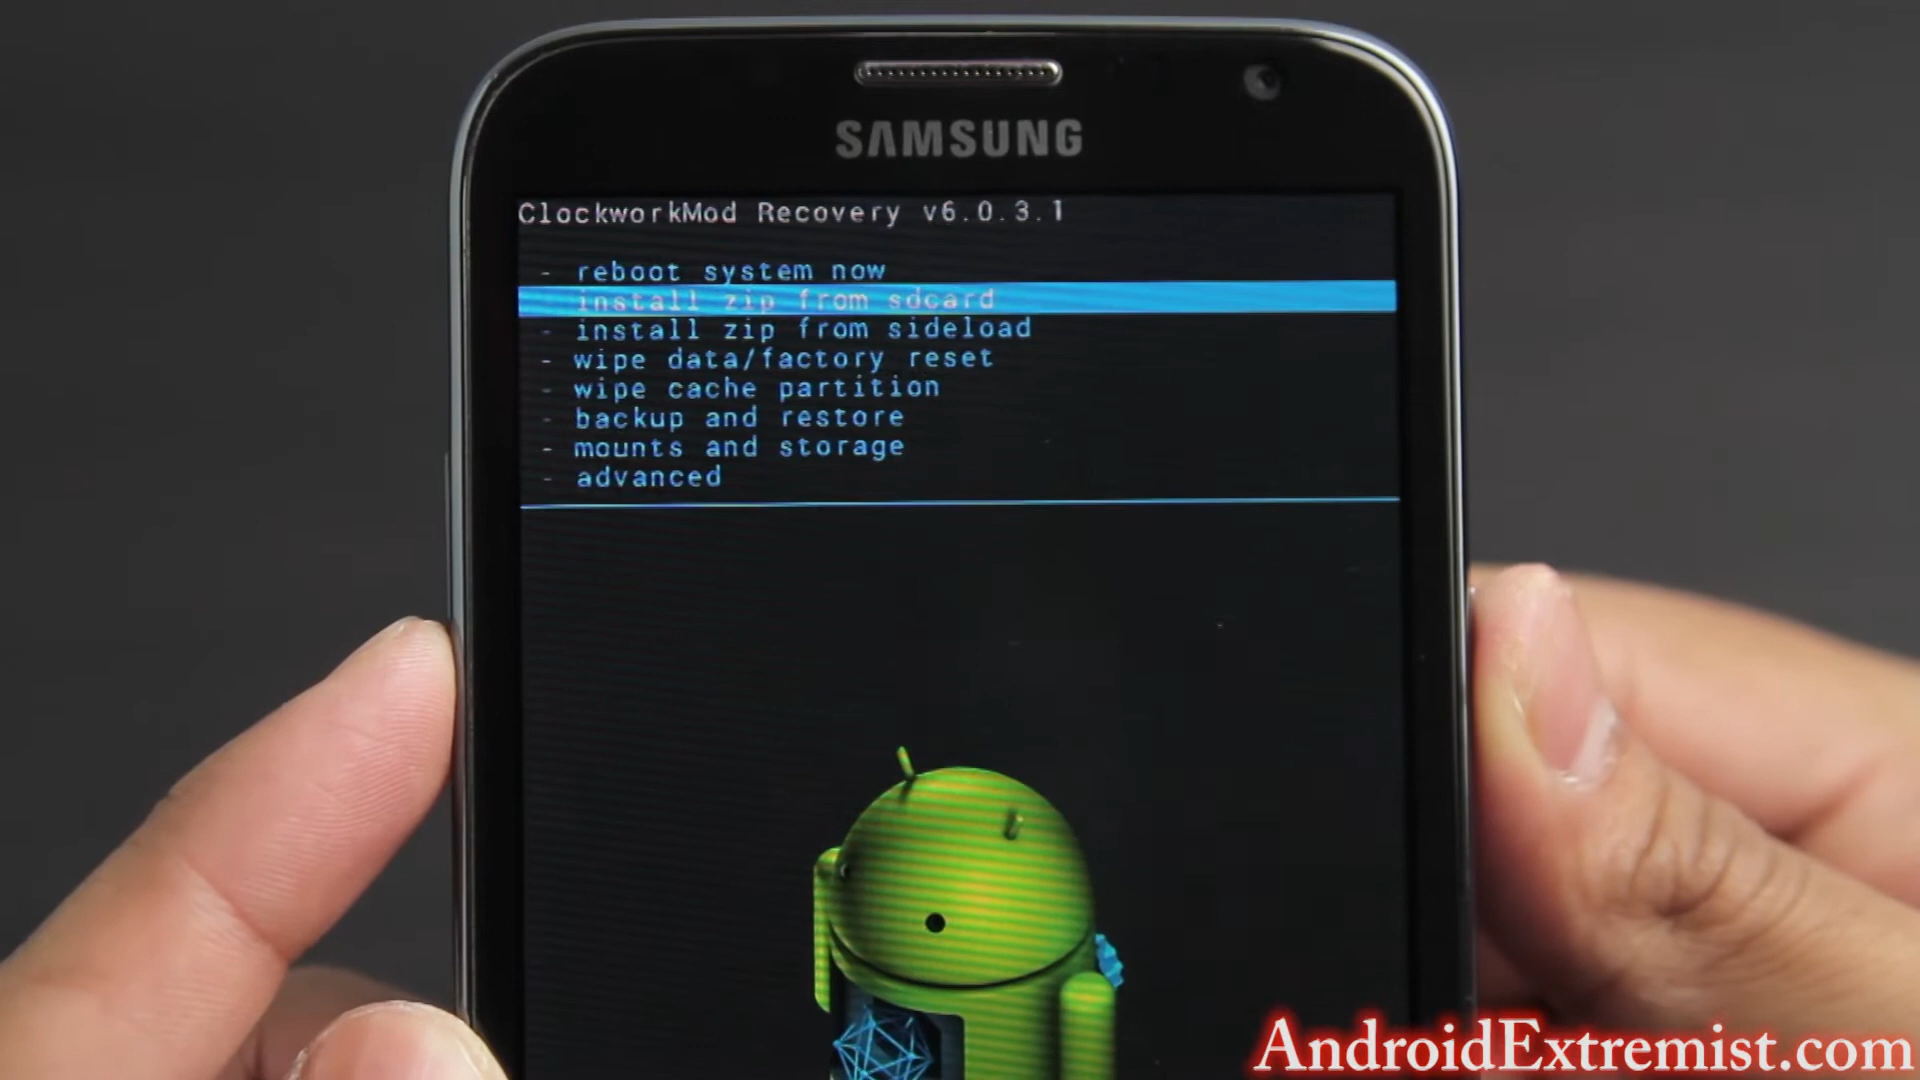 SAMSUNG
ClockworkMod Recovery v6.0.3.1
- reboot system now
install zip from sdcard
- install zip from sideload
- wipe data/factory reset
- wipe cache partition
- backup and restore
- mounts and storage
- advanced
AndroidExtremist.com